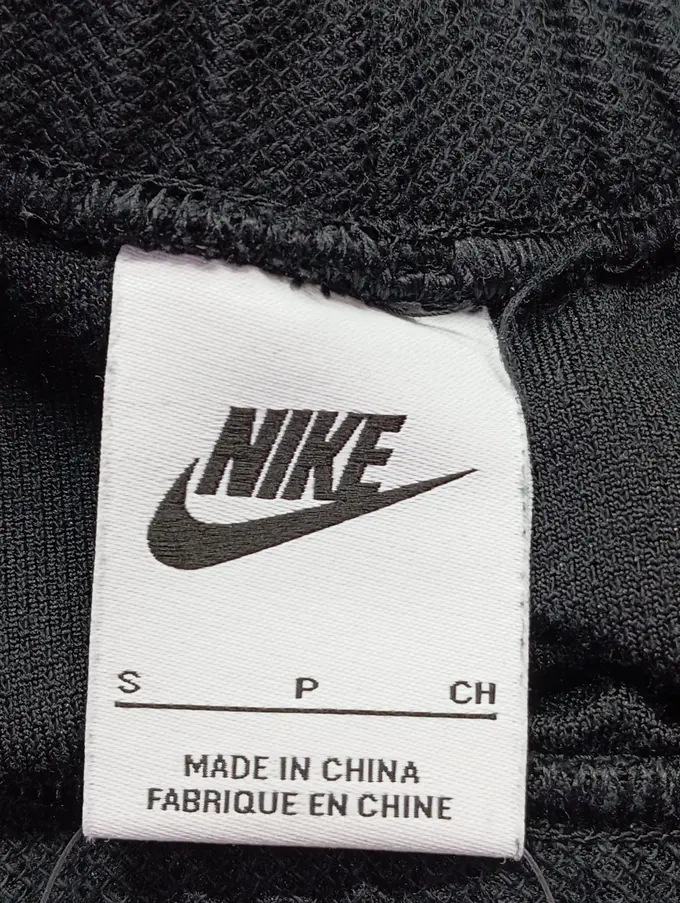 NIKE
S P CH
MADE IN CHINA
FABRIQUE EN CHINE